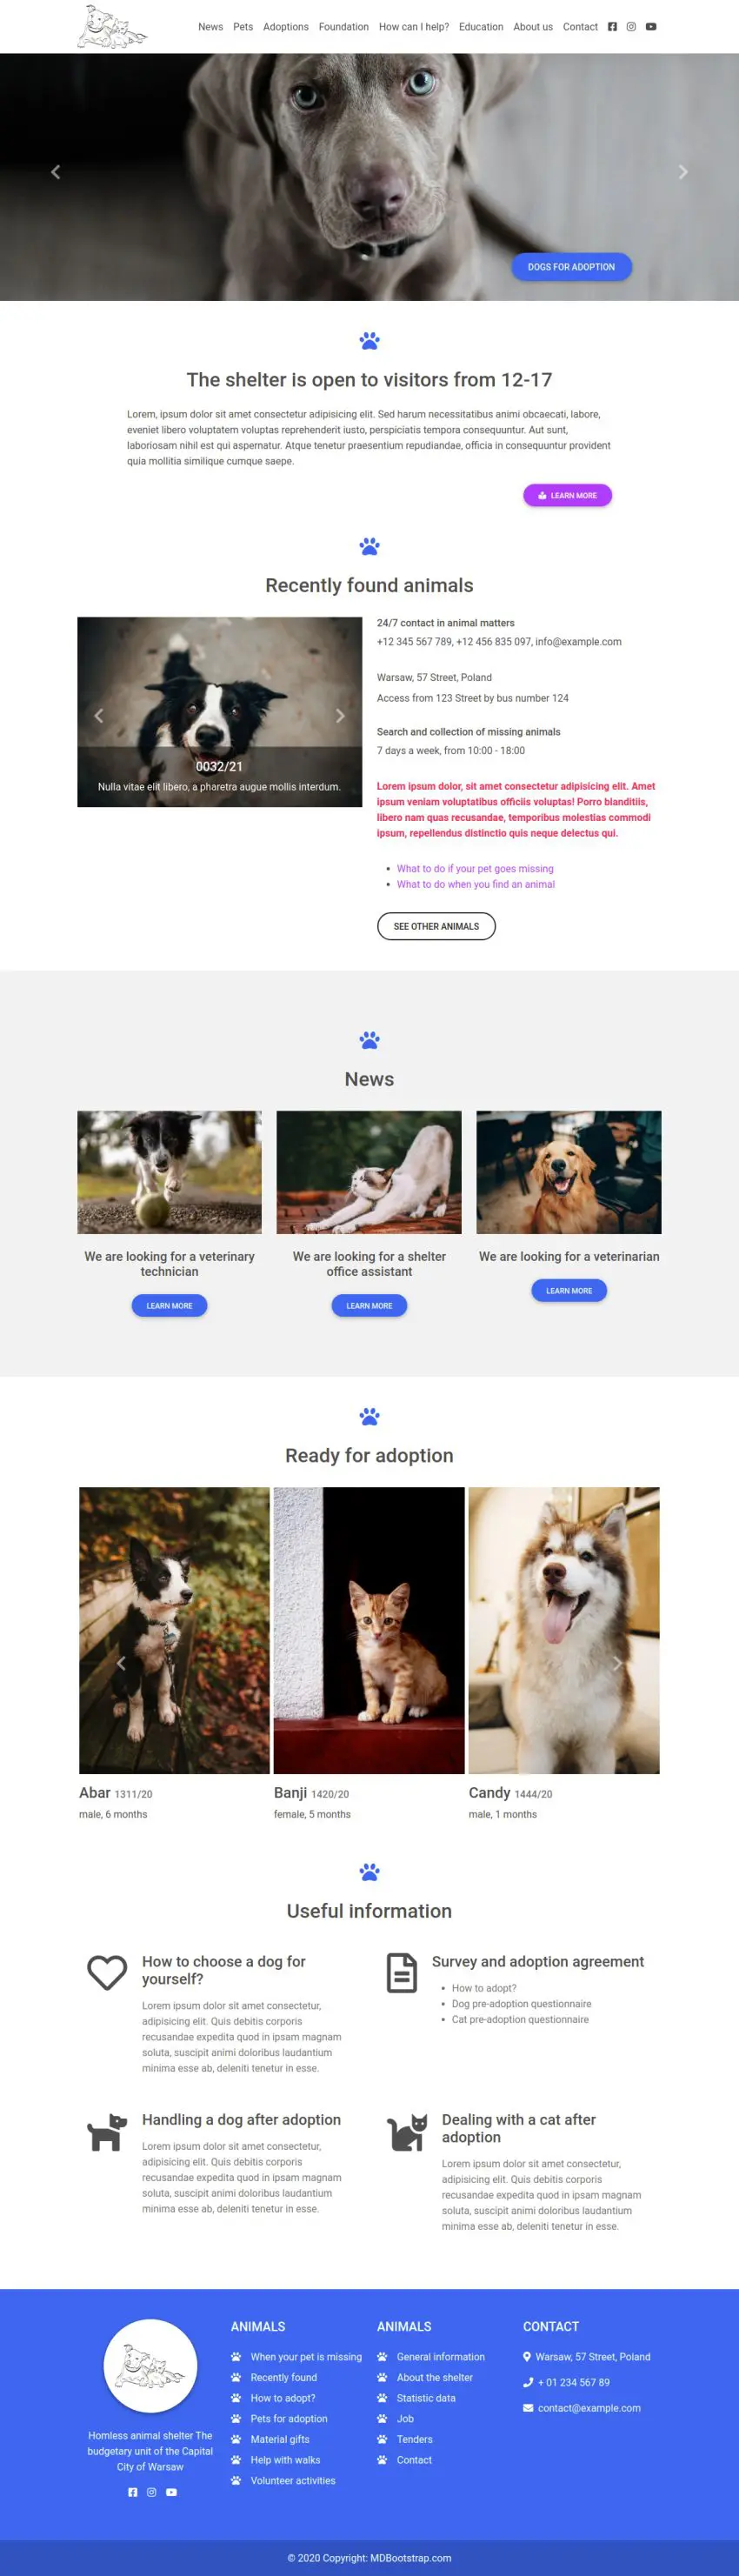 News Pets Adoptions Foundation How can I help? Education About us Contact
DOGS FOR ADOPTION
The shelter is open to visitors from 12-17
Lorem, ipsum dolor sit amet consectetur adipisicing elit. Sed harum necessitatibus animi obcaecati, labore,
eveniet libero voluptatem voluptas reprehenderit iusto, perspiciatis tempora consequuntur. Aut sunt,
laboriosam nihil est qui aspernatur. Atque tenetur praesentium repudiandae, officia in consequuntur provident
quia mollitia similique cumque saepe.
LEARN MORE
Recently found animals
0032/21
Nulla vitae elit libero, a pharetra augue mollis interdum.
24/7 contact in animal matters
+12 345 567 789, +12 456 835 097, info@example.com
Warsaw, 57 Street, Poland
Access from 123 Street by bus number 124
Search and collection of missing animals
7 days a week, from 10:00 - 18:00
Lorem ipsum dolor, sit amet consectetur adipisicing elit. Amet
ipsum veniam voluptatibus officiis voluptas! Porro blanditiis,
libero nam quas recusandae, temporibus molestias commodi
ipsum, repellendus distinctio quis neque delectus qui.
What to do if your pet goes missing
What to do when you find an animal
SEE OTHER ANIMALS
News
We are looking for a veterinary
technician
LEARN MORE
We are looking for a shelter
office assistant
LEARN MORE
We are looking for a veterinarian
LEARN MORE
Ready for adoption
Abar 1311/20
male, 6 months
Banji 1420/20
female, 5 months
Candy 1444/20
male, 1 months
Useful information
How to choose a dog for
yourself?
Lorem ipsum dolor sit amet consectetur,
adipisicing elit. Quis debitis corporis
recusandae expedita quod in ipsam magnam
soluta, suscipit animi doloribus laudantium
minima esse ab, deleniti tenetur in esse.
Survey and adoption agreement
How to adopt?
Dog pre-adoption questionnaire
Cat pre-adoption questionnaire
Handling a dog after adoption
Lorem ipsum dolor sit amet consectetur,
adipisicing elit. Quis debitis corporis
recusandae expedita quod in ipsam magnam
soluta, suscipit animi doloribus laudantium
minima esse ab, deleniti tenetur in esse.
Dealing with a cat after
adoption
Lorem ipsum dolor sit amet consectetur,
adipisicing elit. Quis debitis corporis
recusandae expedita quod in ipsam magnam
soluta, suscipit animi doloribus laudantium
minima esse ab, deleniti tenetur in esse.
Homless animal shelter The
budgetary unit of the Capital
City of Warsaw
ANIMALS
When your pet is missing
Recently found
How to adopt?
Pets for adoption
Material gifts
Help with walks
Volunteer activities
ANIMALS
General information
About the shelter
Statistic data
Job
Tenders
Contact
CONTACT
Warsaw, 57 Street, Poland
+ 01 234 567 89
contact@example.com
© 2020 Copyright: MDBootstrap.com